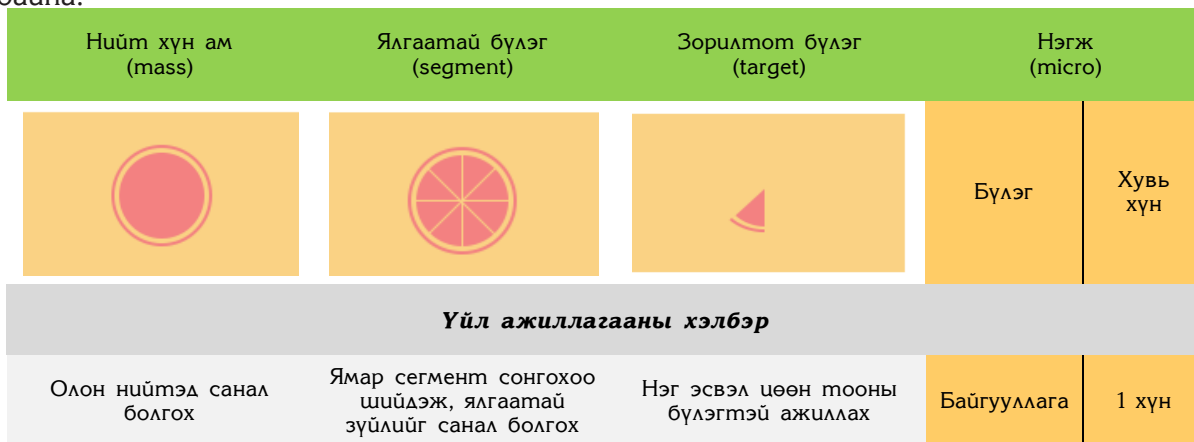 Нийт хүн ам
(mass)
Ялгаатай бүлэг
(segment)
Зорилтот бүлэг
(target)
Нэгж
(micro)
Бүлэг
Хувь
хүн
Үйл ажиллагааны хэлбэр
Олон нийтэд санал
болгох
Ямар сегмент сонгохоо
шийдэж, ялгаатай
зүйлийг санал болгох
Нэг эсвэл цөөн тооны
бүлэгтэй ажиллах
Байгууллага
1 хүн